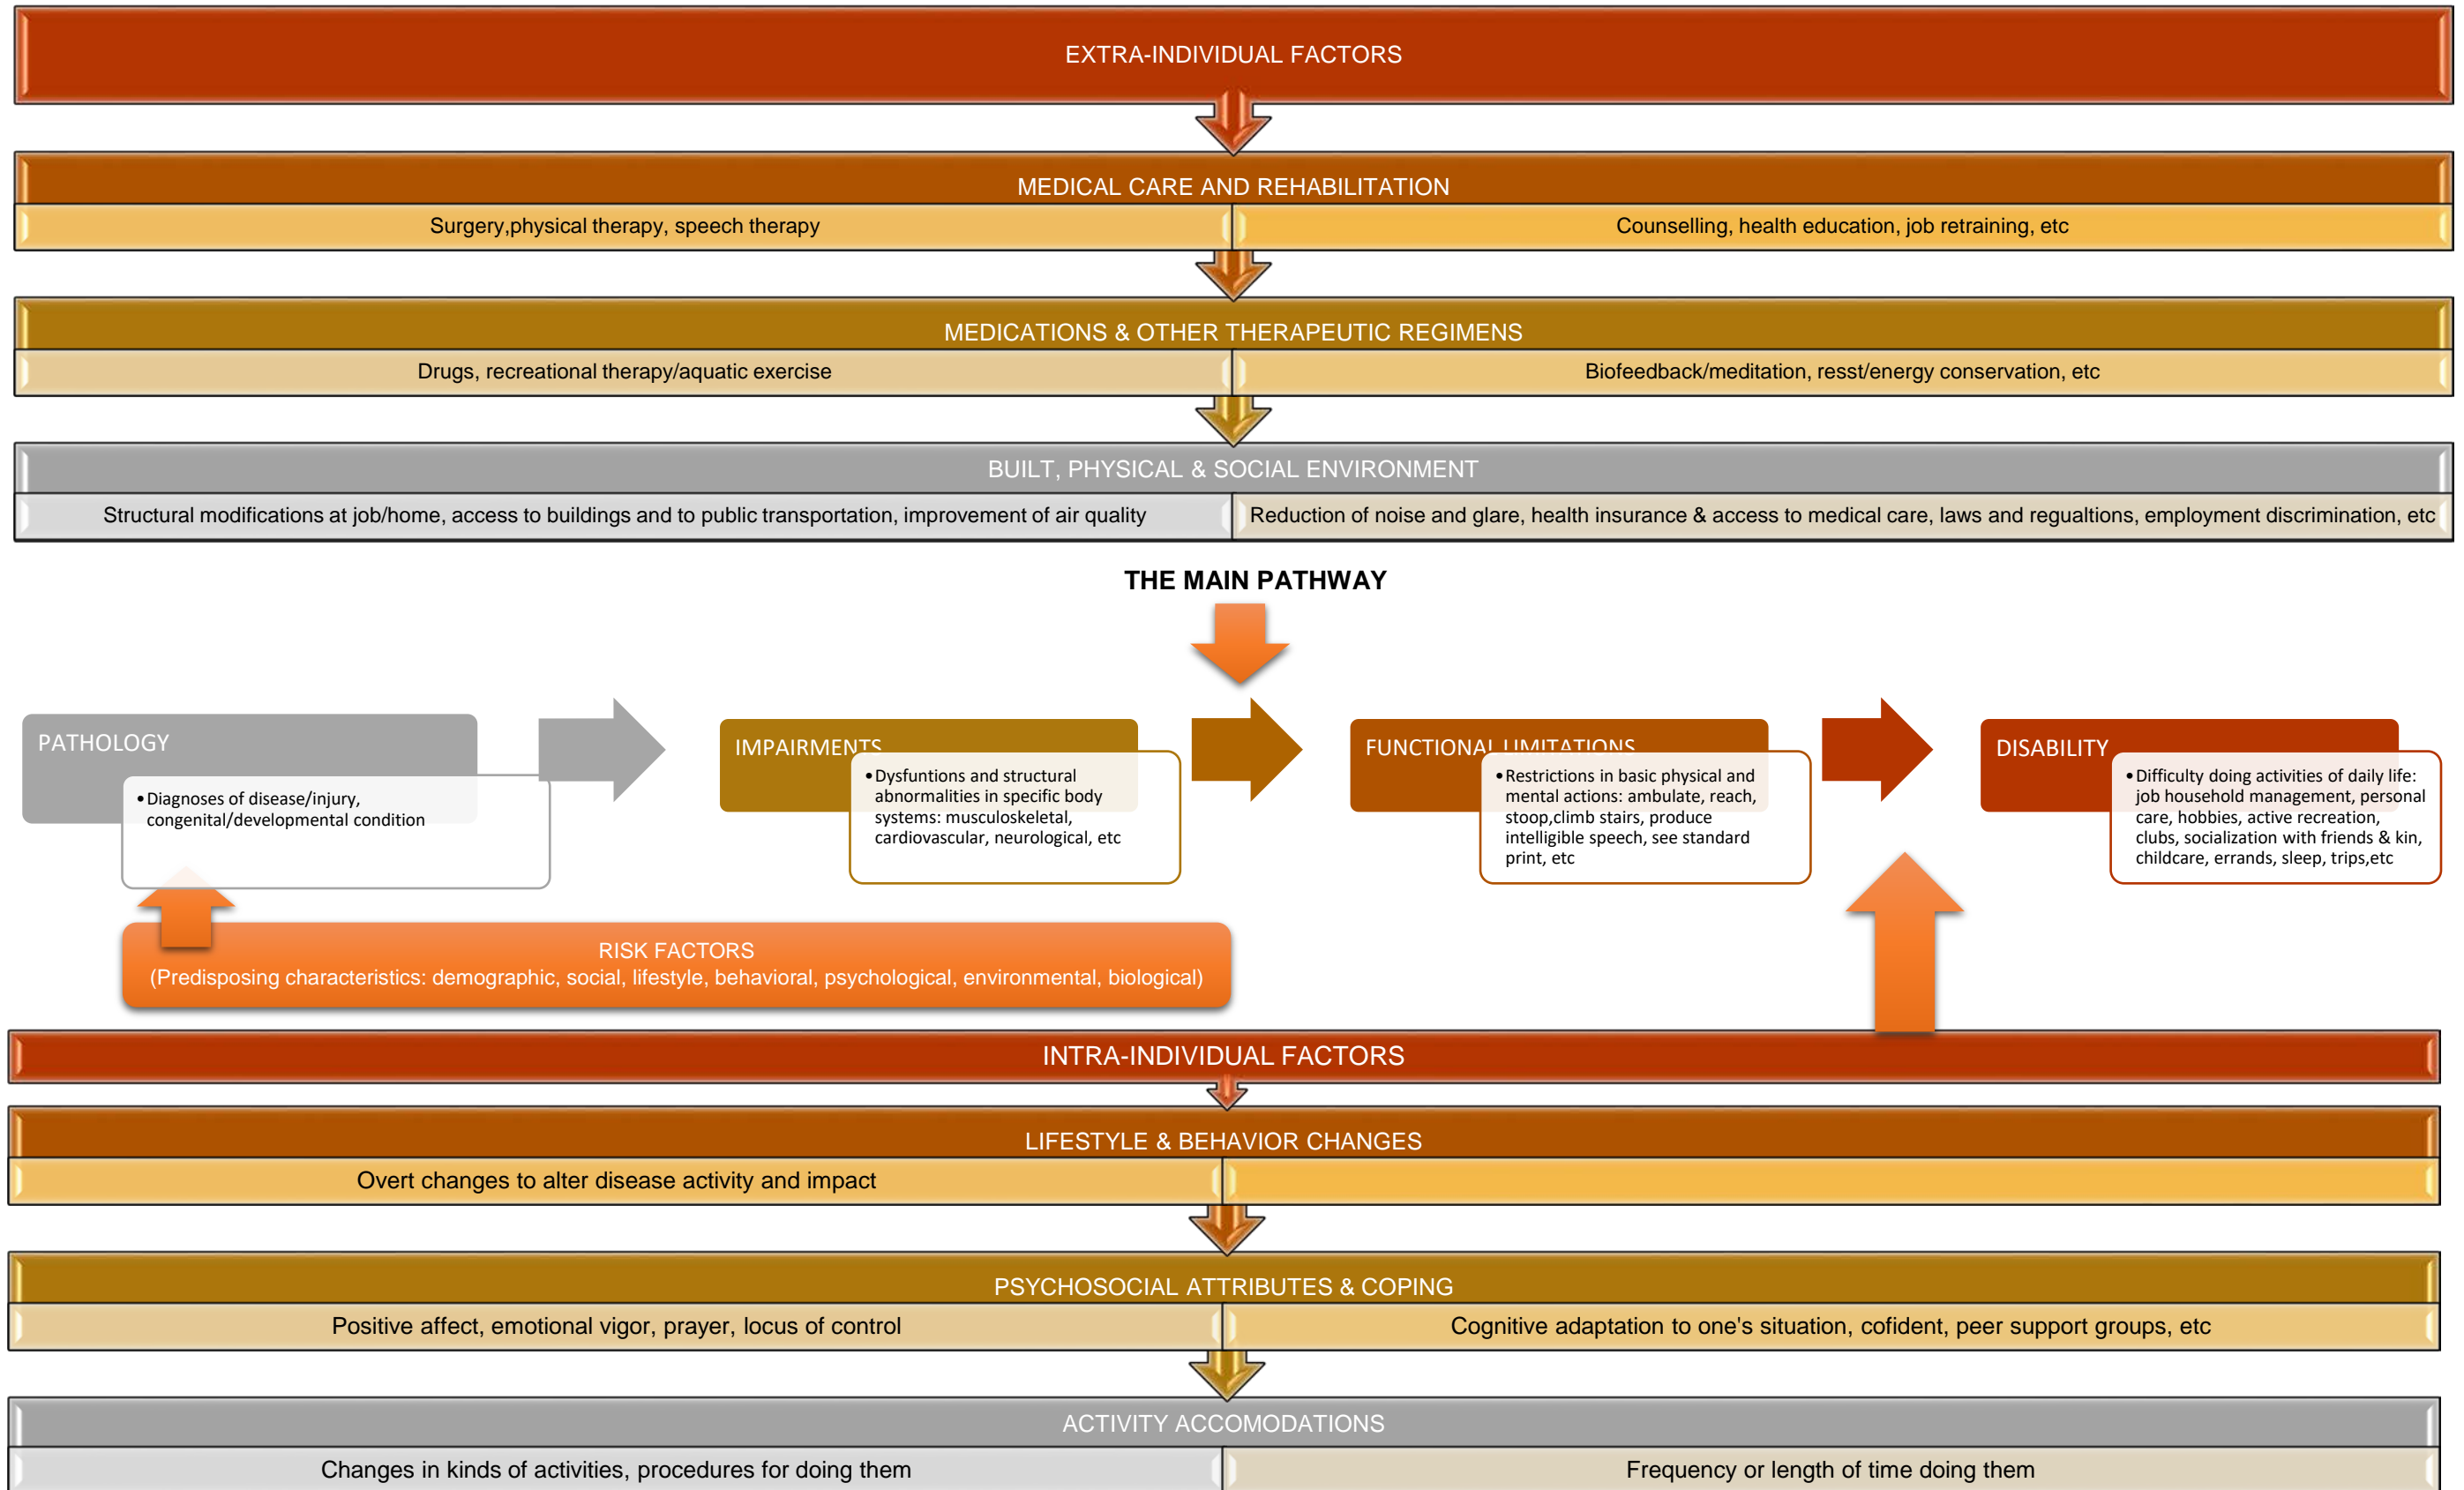 EXTRA-INDIVIDUAL FACTORS
MEDICAL CARE AND REHABILITATION
Surgery,physical therapy, speech therapy
Counselling, health education, job retraining, etc
MEDICATIONS & OTHER THERAPEUTIC REGIMENS
Drugs, recreational therapy/aquatic exercise
Biofeedback/meditation, resst/energy conservation, etc
BUILT, PHYSICAL & SOCIAL ENVIRONMENT
Structural modifications at job/home, access to buildings and to public transportation, improvement of air quality
Reduction of noise and glare, health insurance & access to medical care, laws and regualtions, employment discrimination, etc
THE MAIN PATHWAY
PATHOLOGY
•Diagnoses of disease/injury,
congenital/developmental condition
IMPAIRMENTS
•Dysfuntions and structural
abnormalities in specific body
systems: musculoskeletal,
cardiovascular, neurological, etc
FUNCTIONAL LIMITATIONS
•Restrictions in basic physical and
mental actions: ambulate, reach,
stoop,climb stairs, produce
intelligible speech, see standard
print, etc
DISABILITY
•Difficulty doing activities of daily life:
job household management, personal
care, hobbies, active recreation,
clubs, socialization with friends & kin,
childcare, errands, sleep, trips,etc
RISK FACTORS
(Predisposing characteristics: demographic, social, lifestyle, behavioral, psychological, environmental, biological)
INTRA-INDIVIDUAL FACTORS
LIFESTYLE & BEHAVIOR CHANGES
Overt changes to alter disease activity and impact
PSYCHOSOCIAL ATTRIBUTES & COPING
Positive affect, emotional vigor, prayer, locus of control
Cognitive adaptation to one's situation, cofident, peer support groups, etc
ACTIVITY ACCOMODATIONS
Changes in kinds of activities, procedures for doing them
Frequency or length of time doing them